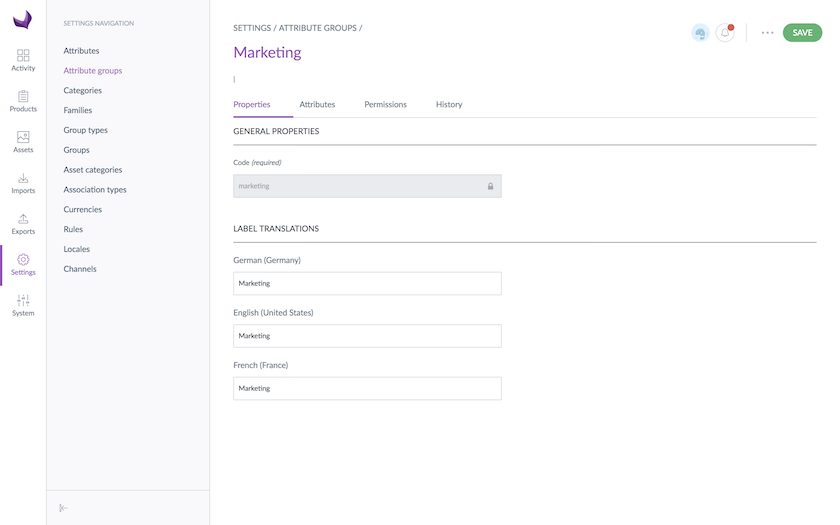 SETTINGS NAVIGATION
Attributes
Attribute groups
Categories
Families
Group types
Groups
Asset categories
Association types
Currencies
Rules
Locales
Channels
Activity
Products
Assets
Imports
Exports
Settings
System
SETTINGS / ATTRIBUTE GROUPS /
SAVE
Marketing
|
Properties Attributes Permissions History
GENERAL PROPERTIES
Code (required)
marketing
LABEL TRANSLATIONS
German (Germany)
Marketing
English (United States)
Marketing
French (France)
Marketing